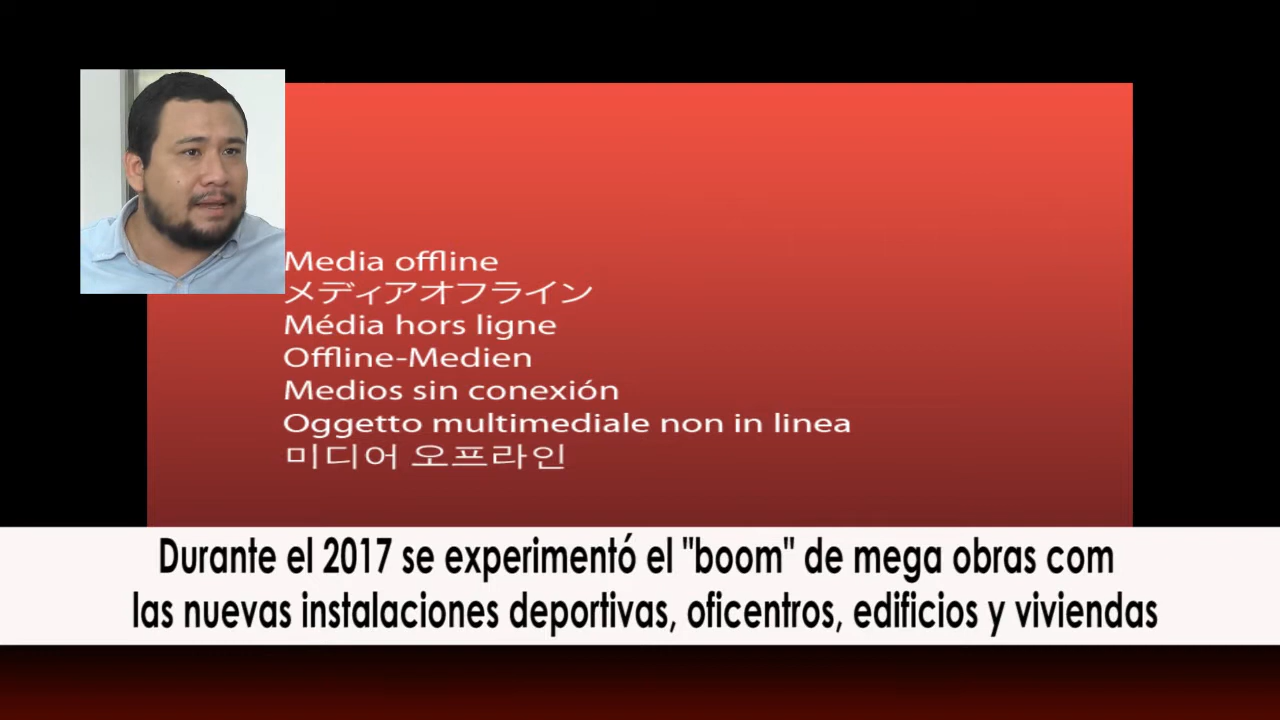 Media offline
メディアオフライン
Média hors ligne
Offline-Medien
Medios sin conexión
Oggetto multimediale non in linea
미디어 오프라인
Durante el 2017 se experimentó el "boom" de mega obras com
las nuevas instalaciones deportivas, oficentros, edificios y viviendas